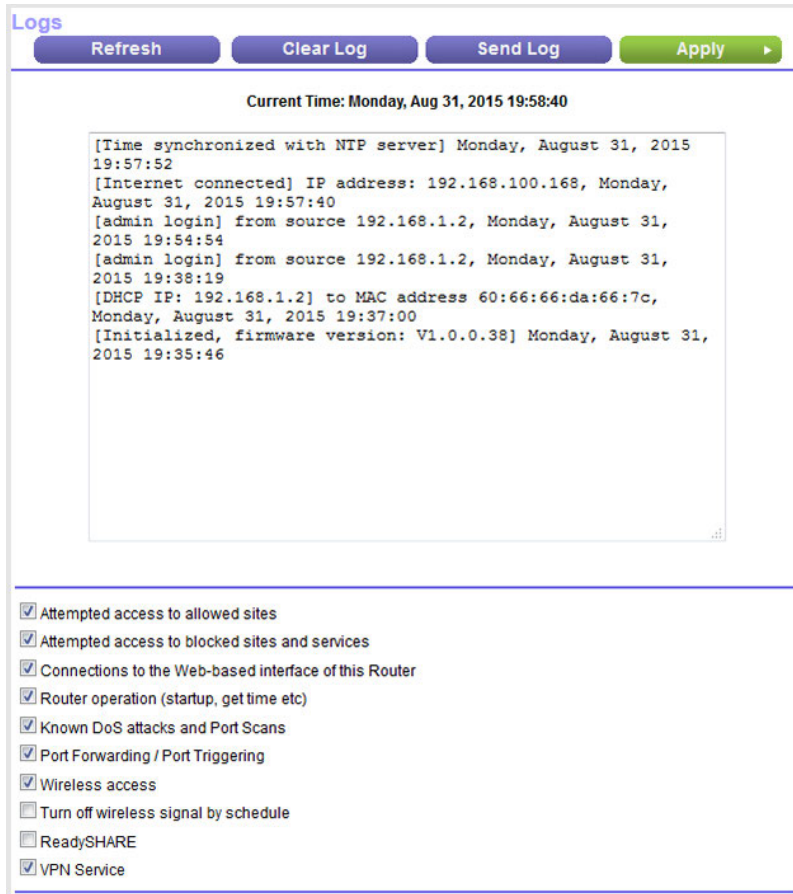 Logs
Refresh Clear Log Send Log Apply
Current Time: Monday, Aug 31, 2015 19:58:40
[Time synchronized with NTP server] Monday, August 31, 2015
19:57:52
[Internet connected] IP address: 192.168.100.168, Monday,
August 31, 2015 19:57:40
[admin login] from source 192.168.1.2, Monday, August 31,
2015 19:54:54
[admin login] from source 192.168.1.2, Monday, August 31,
2015 19:38:19
[DHCP IP: 192.168.1.2] to MAC address 60:66:66:da:66:7c,
Monday, August 31, 2015 19:37:00
[Initialized, firmware version: V1.0.0.38] Monday, August 31,
2015 19:35:46
Attempted access to allowed sites
Attempted access to blocked sites and services
Connections to the Web-based interface of this Router
Router operation (startup, get time etc)
Known DoS attacks and Port Scans
Port Forwarding / Port Triggering
Wireless access
Turn off wireless signal by schedule
ReadySHARE
VPN Service